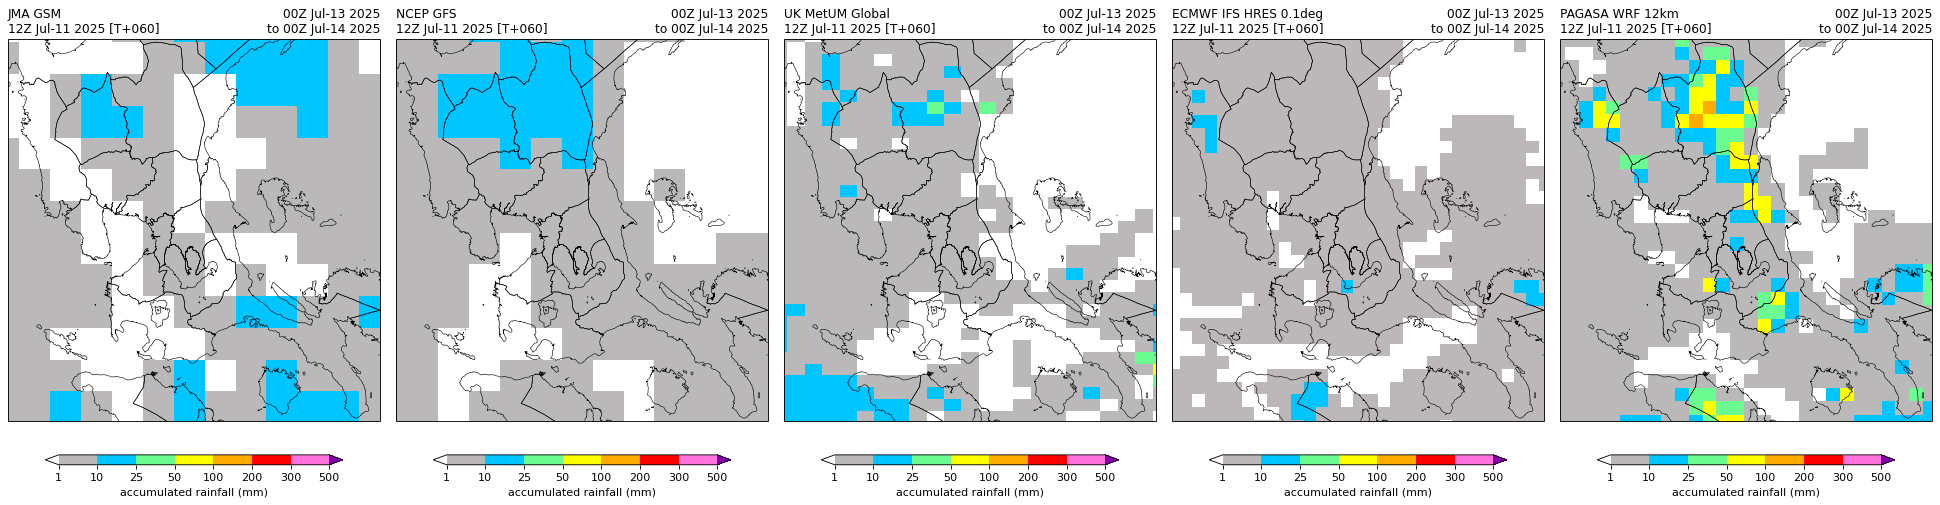 JMA GSM 00Z Jul-13 2025
12Z Jul-11 2025 [T+060] to 00Z Jul-14 2025
NCEP GFS 00Z Jul-13 2025
12Z Jul-11 2025 [T+060] to 00Z Jul-14 2025
UK MetUM Global 00Z Jul-13 2025
12Z Jul-11 2025 [T+060] to 00Z Jul-14 2025
ECMWF IFS HRES 0.1deg 00Z Jul-13 2025
12Z Jul-11 2025 [T+060] to 00Z Jul-14 2025
PAGASA WRF 12km 00Z Jul-13 2025
12Z Jul-11 2025 [T+060] to 00Z Jul-14 2025
1 10 25 50 100 200 300 500
accumulated rainfall (mm)
1 10 25 50 100 200 300 500
accumulated rainfall (mm)
1 10 25 50 100 200 300 500
accumulated rainfall (mm)
1 10 25 50 100 200 300 500
accumulated rainfall (mm)
1 10 25 50 100 200 300 500
accumulated rainfall (mm)